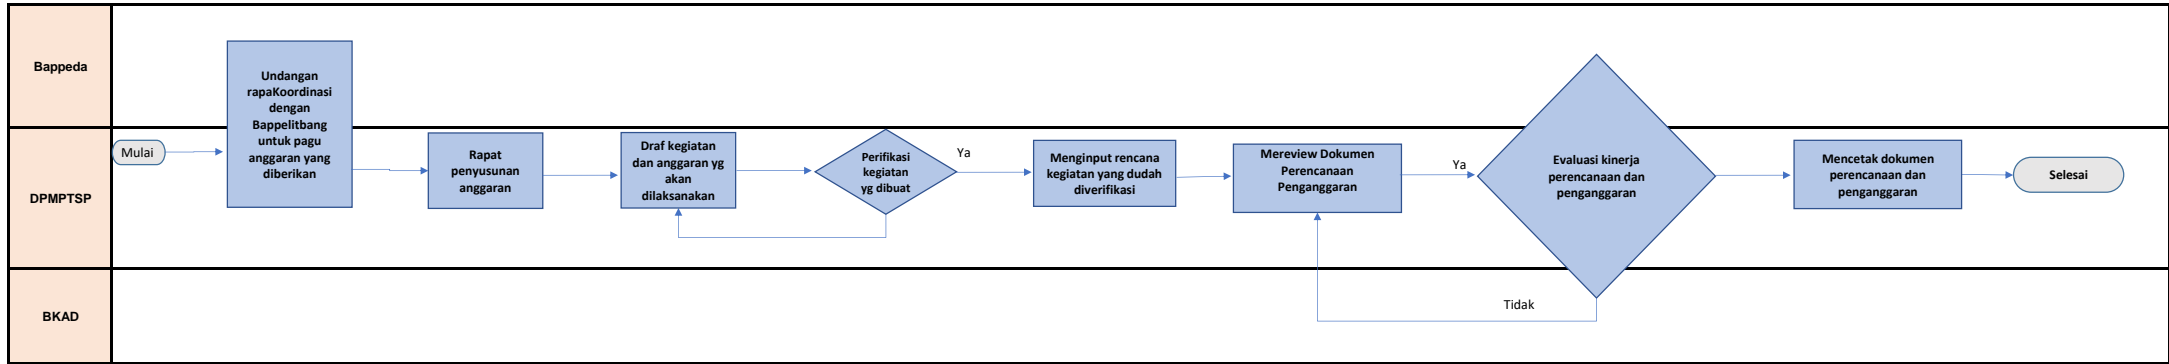 Bappeda
DPMPTSP
BKAD
Mulai
Undangan
rapaKoordinasi
dengan
Bappelitbang
untuk pagu
anggaran yang
diberikan
Rapat
penyusunan
anggaran
Draf kegiatan
dan anggaran yg
akan
dilaksanakan
Perifikasi
kegiatan
yg dibuat
Ya
Menginput rencana
kegiatan yang dudah
diverifikasi
Mereview Dokumen
Perencanaan
Penganggaran
Ya
Evaluasi kinerja
perencanaan dan
penganggaran
Tidak
Mencetak dokumen
perencanaan dan
penganggaran
Selesai